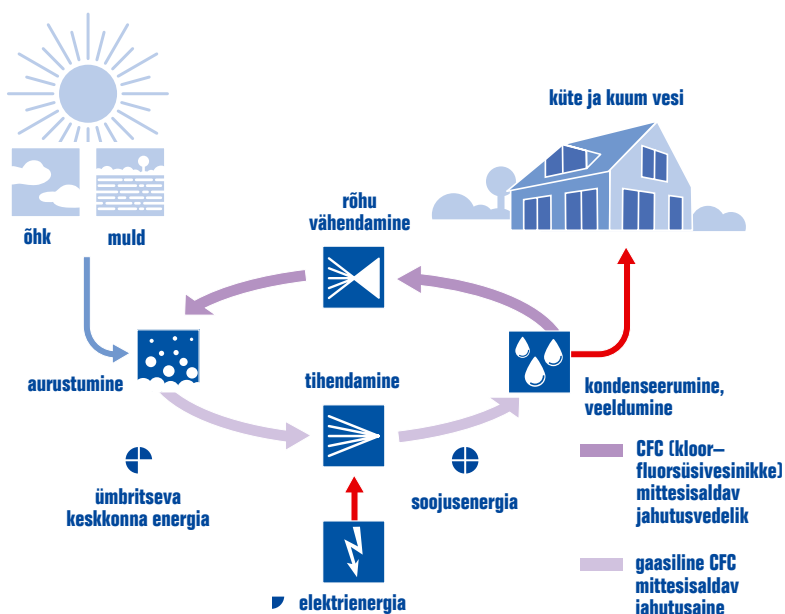 küte ja kuum vesi
õhk
muld
rõhu
vähendamine
aurustumine
tihendamine
kondenseerumine,
veeldumine
ümbritseva
keskkonna energia
soojusenergia
elektrienergia
CFC (kloor–
fluorsüsivesinikke)
mittesisaldav
jahutusvedelik
gaasiline CFC
mittesisaldav
jahutusaine